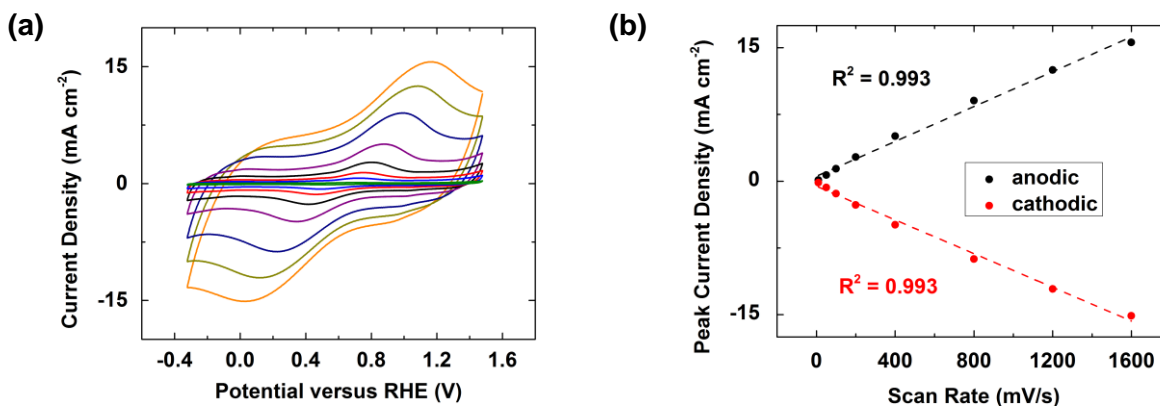 (a)
15
0
-15
Current Density (mA cm⁻²)
-0.4 0.0 0.4 0.8 1.2 1.6
Potential versus RHE (V)
(b)
15
0
-15
Peak Current Density (mA cm⁻²)
R² = 0.993
anodic
cathodic
R² = 0.993
0 400 800 1200 1600
Scan Rate (mV/s)